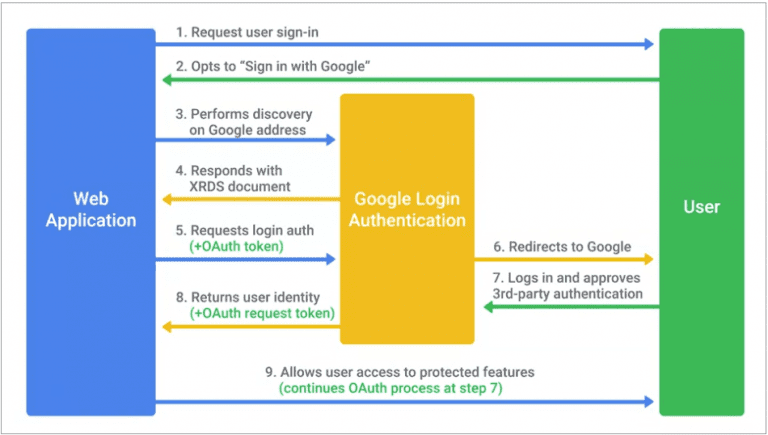 1. Request user sign-in
2. Opts to “Sign in with Google”
3. Performs discovery
on Google address
4. Responds with
XRDS document
Web
Application
Google Login
Authentication
User
5. Requests login auth
(+OAuth token)
6. Redirects to Google
7. Logs in and approves
3rd-party authentication
8. Returns user identity
(+OAuth request token)
9. Allows user access to protected features
(continues OAuth process at step 7)